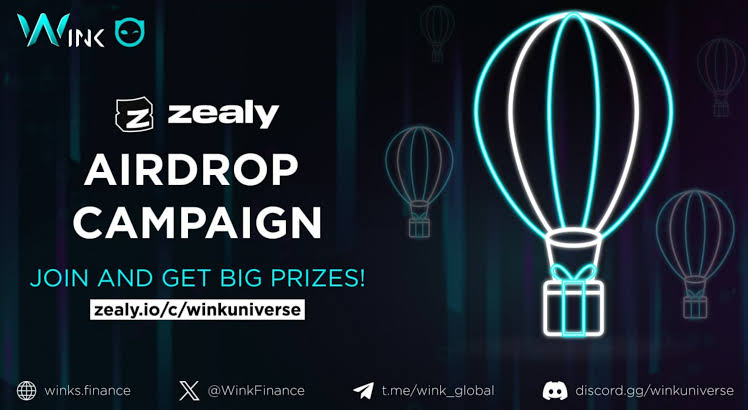 WINK
zealy
AIRDROP
CAMPAIGN
JOIN AND GET BIG PRIZES!
zealy.io/c/winkuniverse
winks.finance @WinkFinance t.me/wink_global discord.gg/winkuniverse